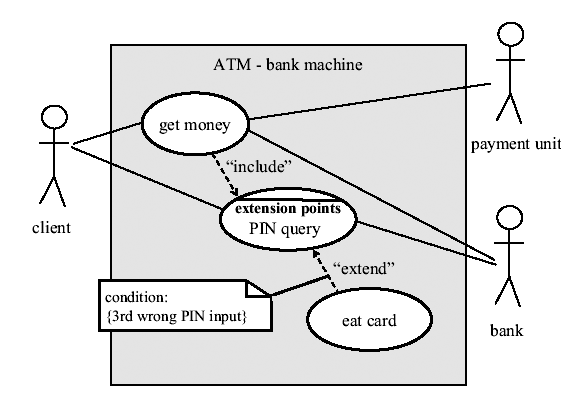 ATM - bank machine
get money
payment unit
“include”
client
extension points
PIN query
“extend”
condition:
{3rd wrong PIN input}
eat card
bank